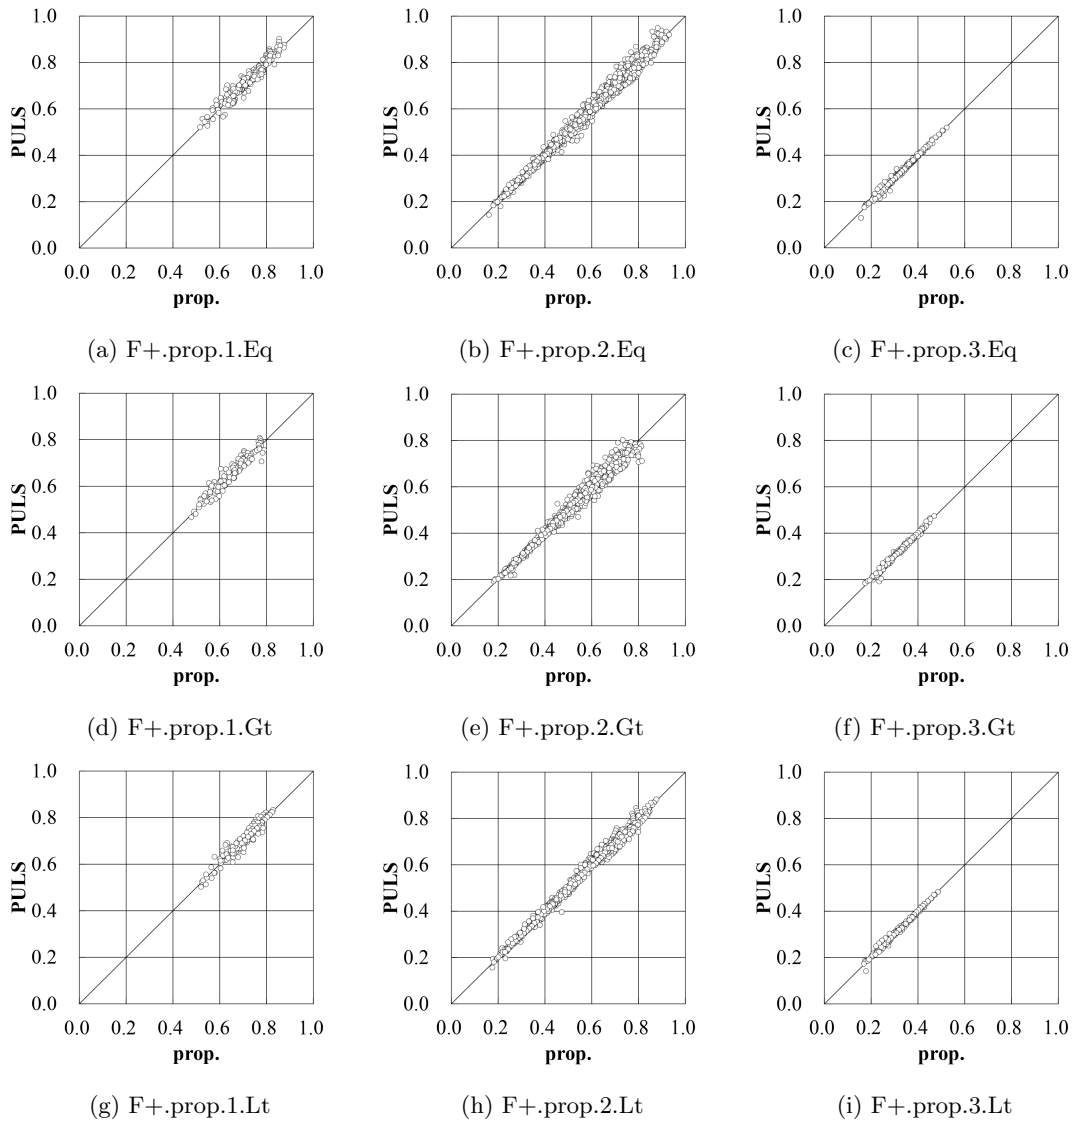 1.0 1.0 1.0
0.8 0.8 0.8
0.6 0.6 0.6
PULS PULS PULS
0.4 0.4 0.4
0.2 0.2 0.2
0.0 0.0 0.0
0.0 0.2 0.4 0.6 0.8 1.0 0.0 0.2 0.4 0.6 0.8 1.0 0.0 0.2 0.4 0.6 0.8 1.0
prop. prop. prop.
(a) F+.prop.1.Eq (b) F+.prop.2.Eq (c) F+.prop.3.Eq
1.0 1.0 1.0
0.8 0.8 0.8
0.6 0.6 0.6
PULS PULS PULS
0.4 0.4 0.4
0.2 0.2 0.2
0.0 0.0 0.0
0.0 0.2 0.4 0.6 0.8 1.0 0.0 0.2 0.4 0.6 0.8 1.0 0.0 0.2 0.4 0.6 0.8 1.0
prop. prop. prop.
(d) F+.prop.1.Gt (e) F+.prop.2.Gt (f) F+.prop.3.Gt
1.0 1.0 1.0
0.8 0.8 0.8
0.6 0.6 0.6
PULS PULS PULS
0.4 0.4 0.4
0.2 0.2 0.2
0.0 0.0 0.0
0.0 0.2 0.4 0.6 0.8 1.0 0.0 0.2 0.4 0.6 0.8 1.0 0.0 0.2 0.4 0.6 0.8 1.0
prop. prop. prop.
(g) F+.prop.1.Lt (h) F+.prop.2.Lt (i) F+.prop.3.Lt